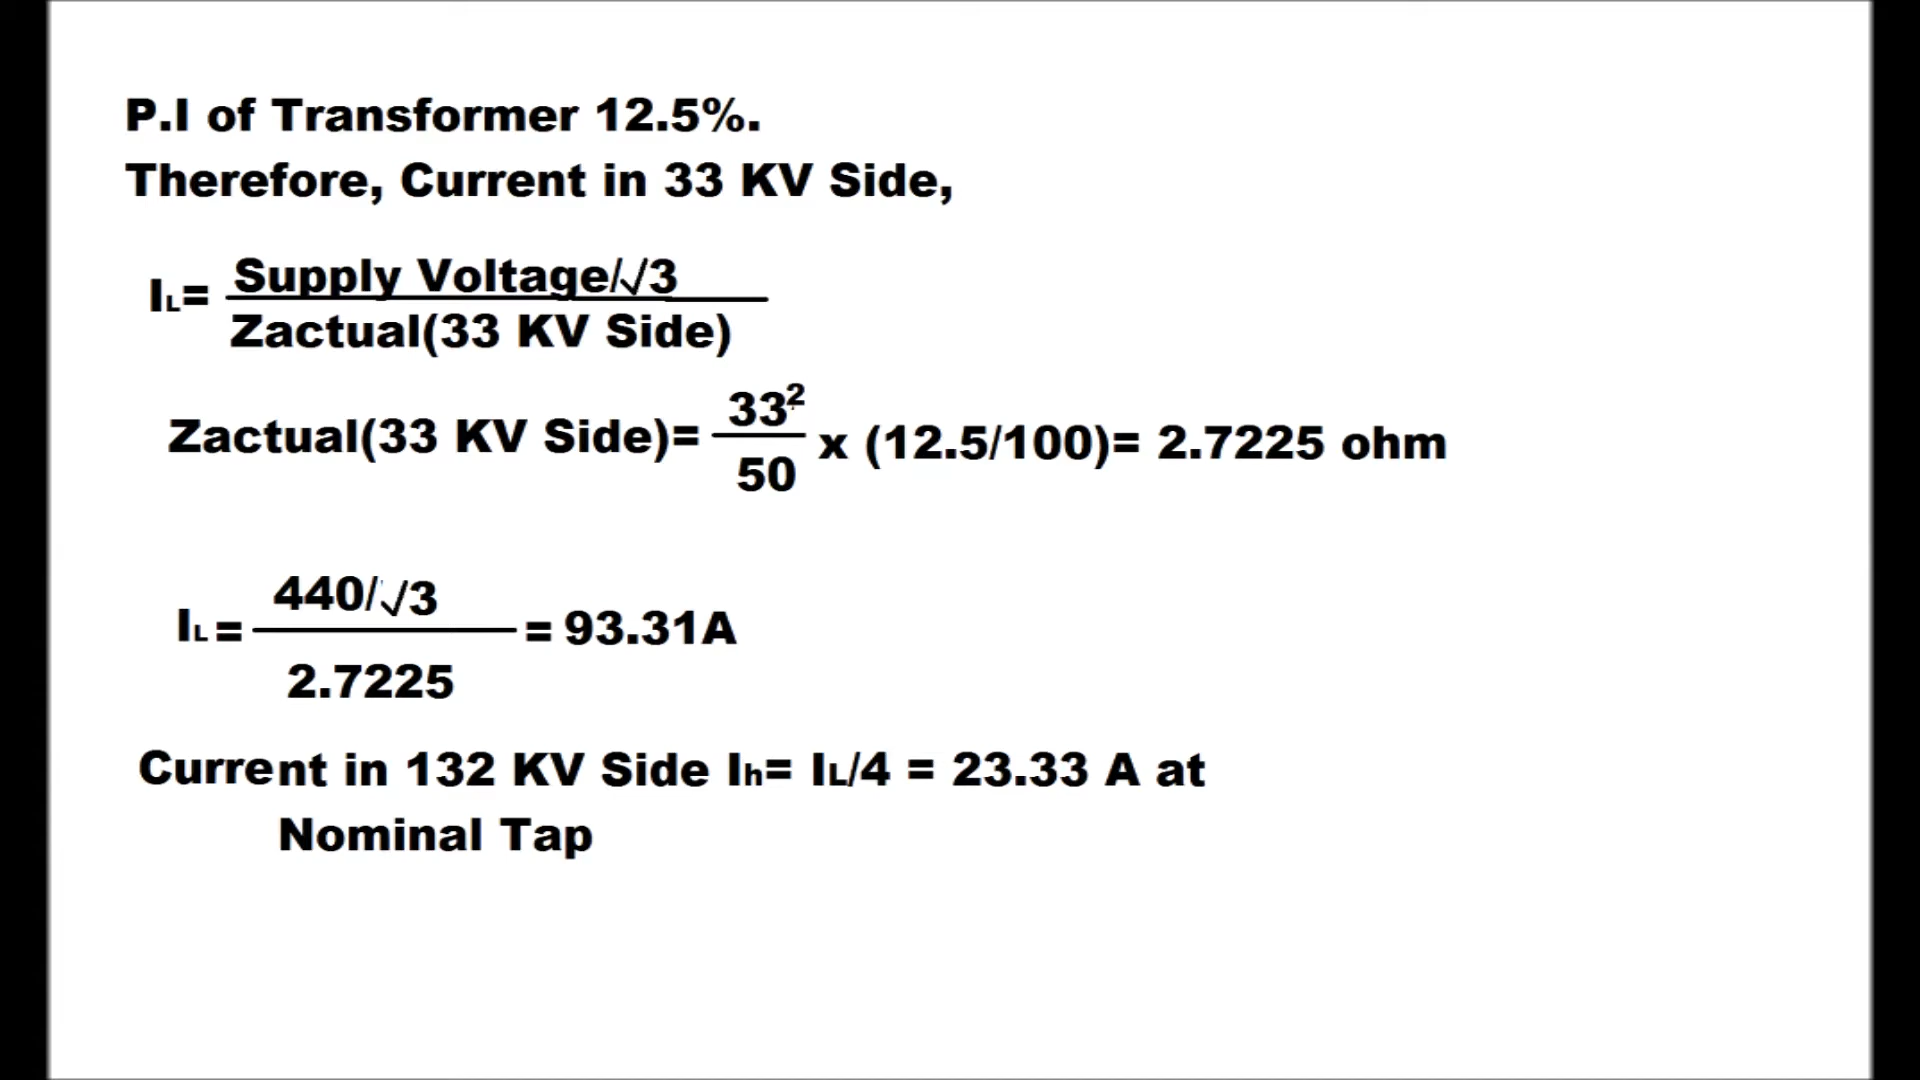 P.I of Transformer 12.5%.
Therefore, Current in 33 KV Side,
IL= Supply Voltage/√3
Zactual(33 KV Side)
Zactual(33 KV Side)= 33²/50 x (12.5/100)= 2.7225 ohm
IL = 440/√3 = 93.31A
2.7225
Current in 132 KV Side Ih= IL/4 = 23.33 A at
Nominal Tap